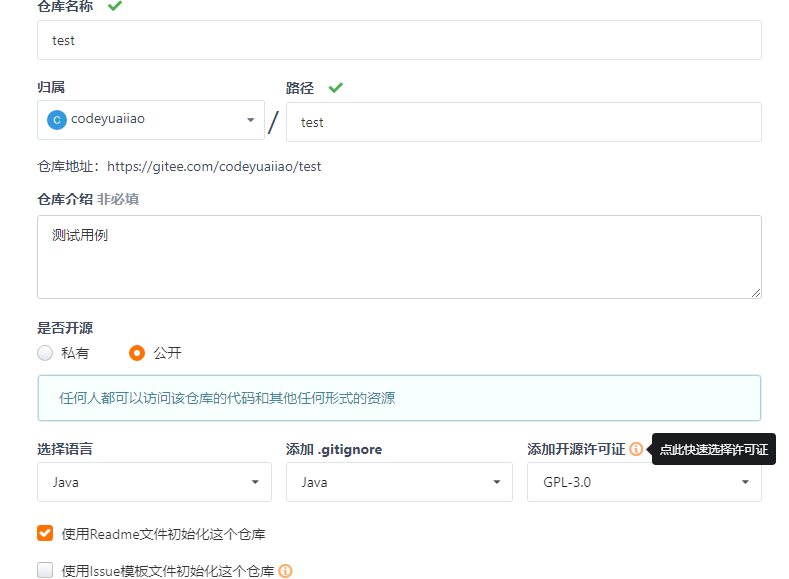 仓库名称
test
归属
路径
C codeyuaiiao / test
仓库地址：https://gitee.com/codeyuaiiao/test
仓库介绍 非必填
测试用例
是否开源
私有 公开
任何人都可以访问该仓库的代码和其他任何形式的资源
选择语言 添加 .gitignore 添加开源许可证 点此快速选择许可证
Java Java GPL-3.0
使用Readme文件初始化这个仓库
使用Issue模板文件初始化这个仓库